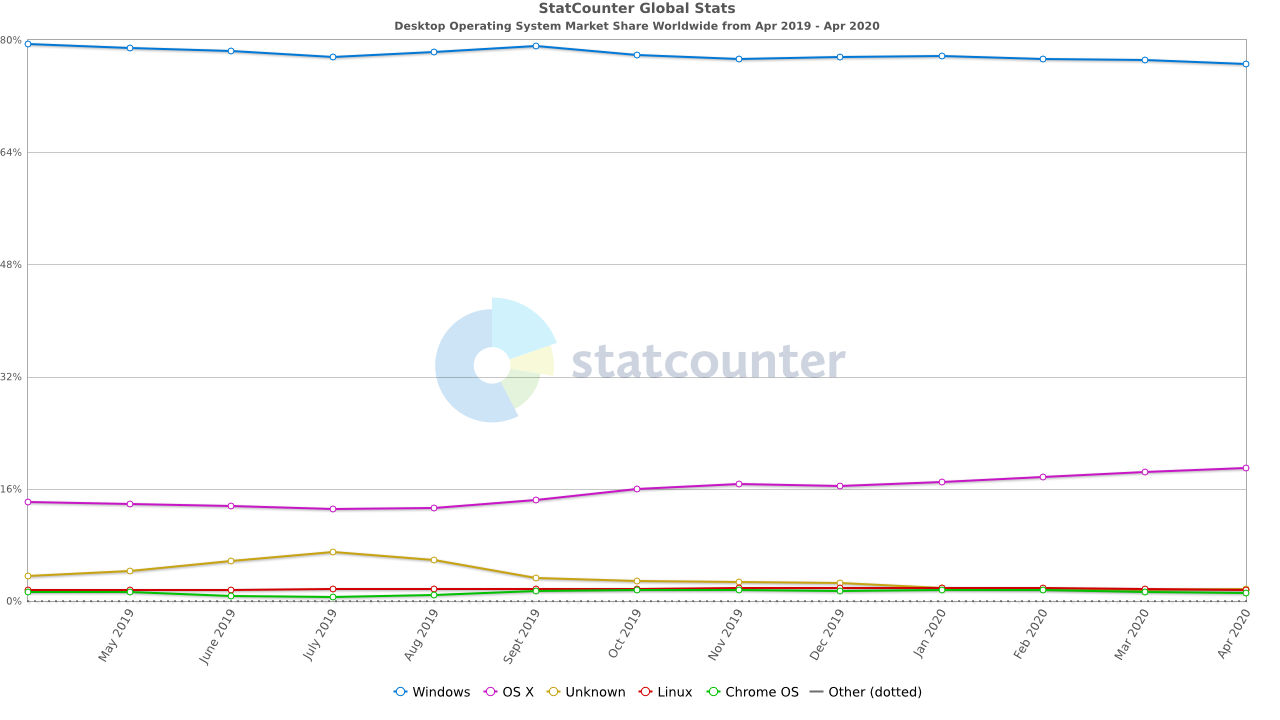 StatCounter Global Stats
Desktop Operating System Market Share Worldwide from Apr 2019 - Apr 2020
80%
64%
48%
statcounter
32%
16%
0%
May 2019
June 2019
July 2019
Aug 2019
Sept 2019
Oct 2019
Nov 2019
Dec 2019
Jan 2020
Feb 2020
Mar 2020
Apr 2020
Windows OS X Unknown Linux Chrome OS Other (dotted)